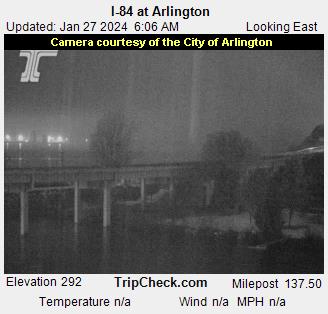 I-84 at Arlington
Updated: Jan 27 2024 6:06 AM Looking East
Camera courtesy of the City of Arlington
Elevation 292 TripCheck.com Milepost 137.50
Temperature n/a Wind n/a MPH n/a